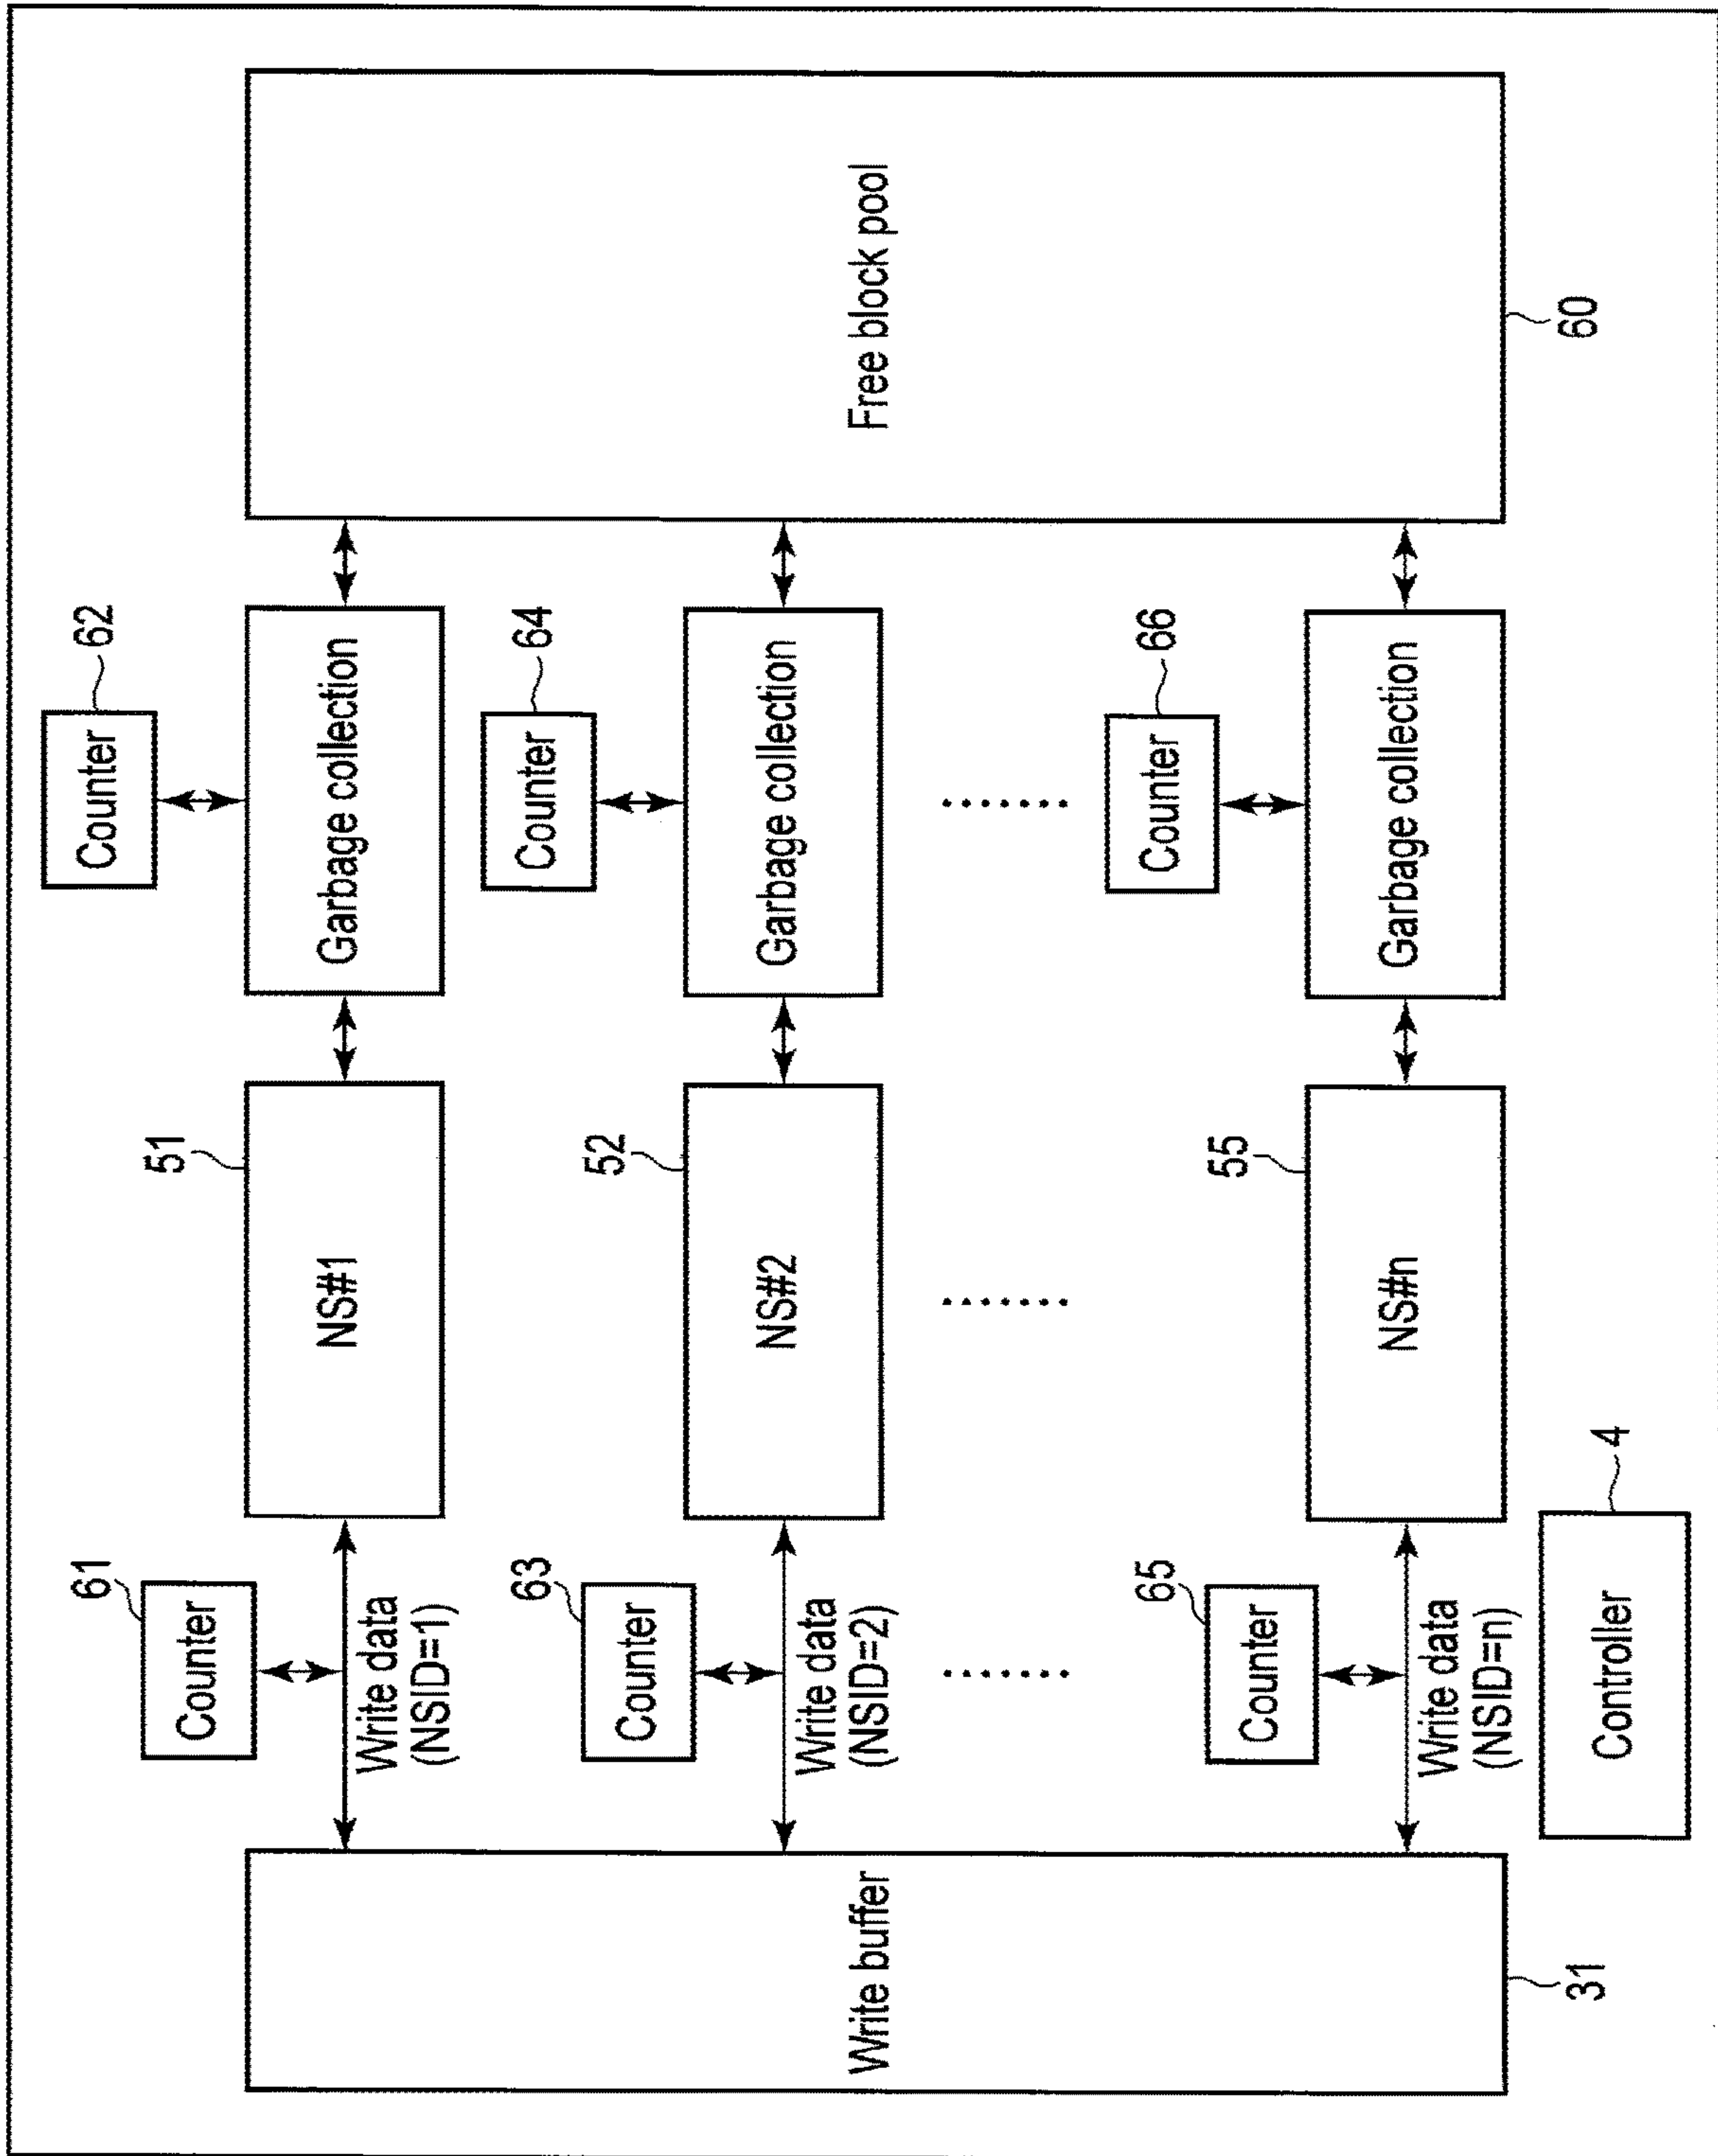 62
Counter
61
Counter
51
Write data
(NSID=1)
NS#1
Garbage collection
64
Counter
63
Counter
52
Write data
(NSID=2)
NS#2
Garbage collection
Write buffer
Free block pool
66
Counter
65
Counter
55
Write data
(NSID=n)
NS#n
Garbage collection
31
4
Controller
60